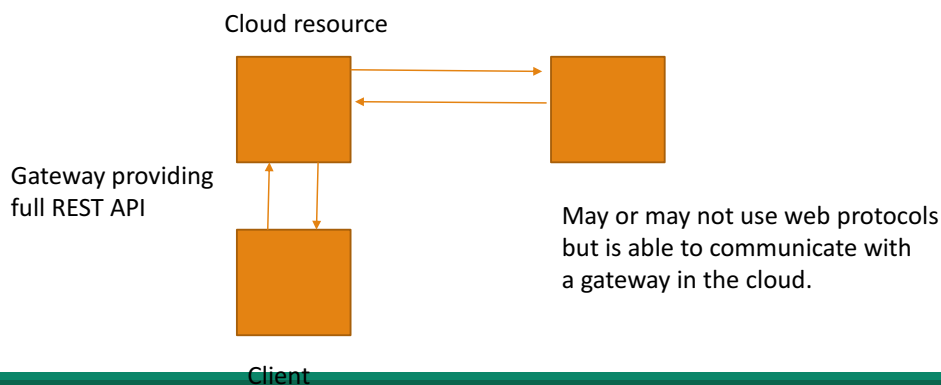 Cloud resource
Gateway providing
full REST API
May or may not use web protocols
but is able to communicate with
a gateway in the cloud.
Client